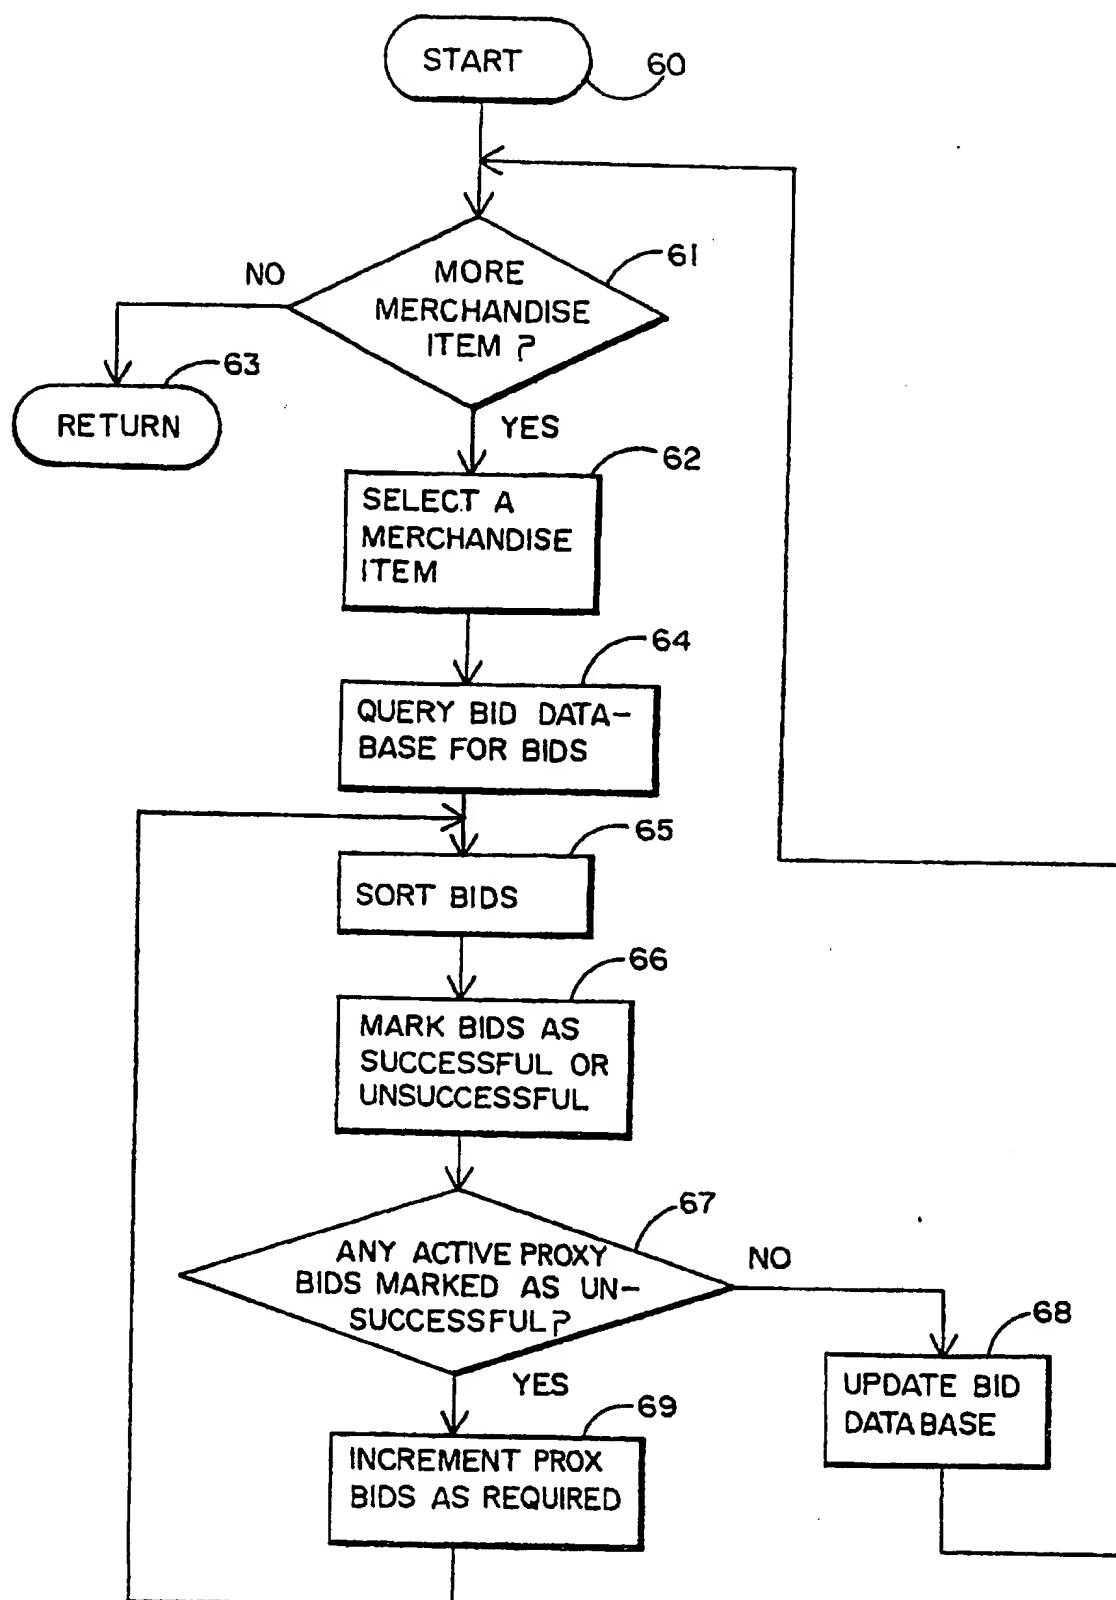 START
60
MORE
MERCHANDISE
ITEM ?
61
NO
63
RETURN
YES
62
SELECT A
MERCHANDISE
ITEM
64
QUERY BID DATA-
BASE FOR BIDS
65
SORT BIDS
66
MARK BIDS AS
SUCCESSFUL OR
UNSUCCESSFUL
67
ANY ACTIVE PROXY
BIDS MARKED AS UN-
SUCCESSFUL?
NO
68
UPDATE BID
DATABASE
YES
69
INCREMENT PROX
BIDS AS REQUIRED